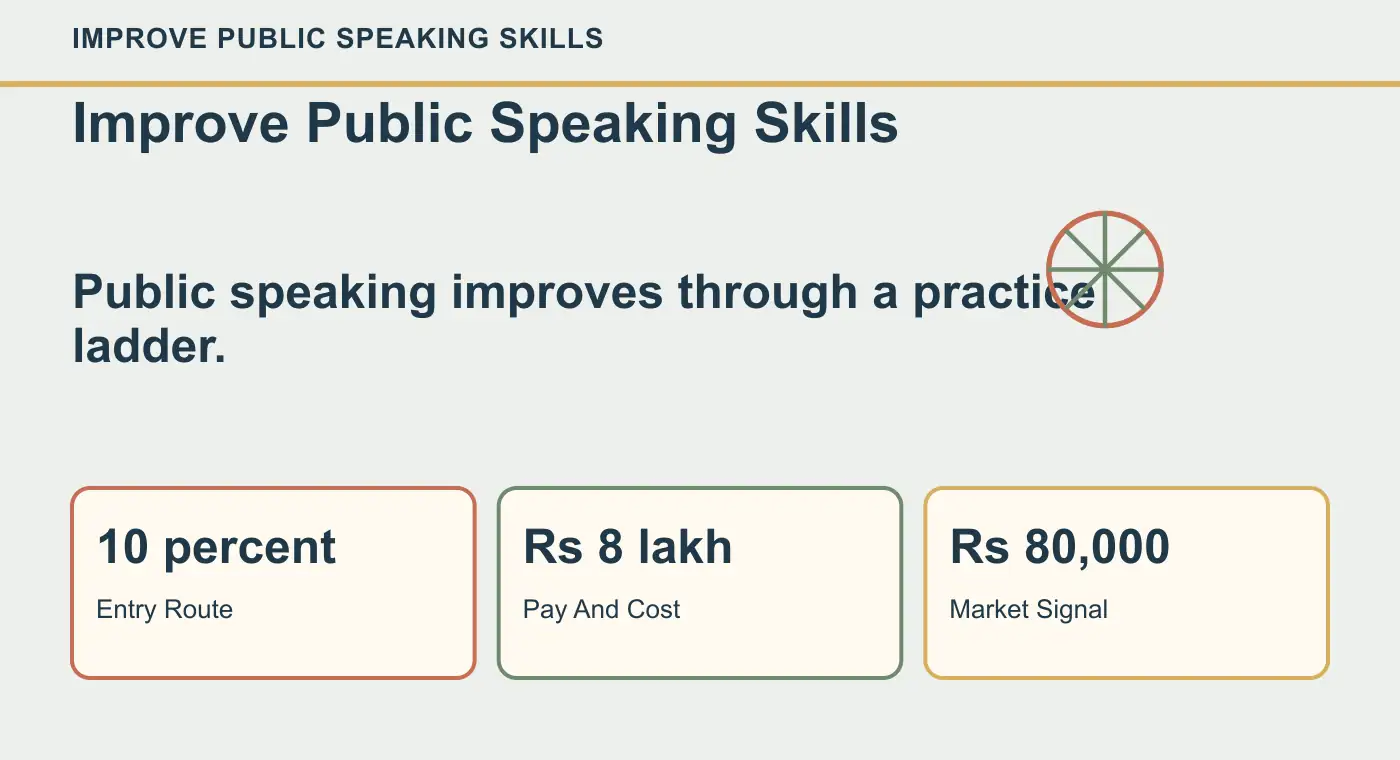 IMPROVE PUBLIC SPEAKING SKILLS
Improve Public Speaking Skills
Public speaking improves through a practice
ladder.
10 percent
Entry Route
Rs 8 lakh
Pay And Cost
Rs 80,000
Market Signal